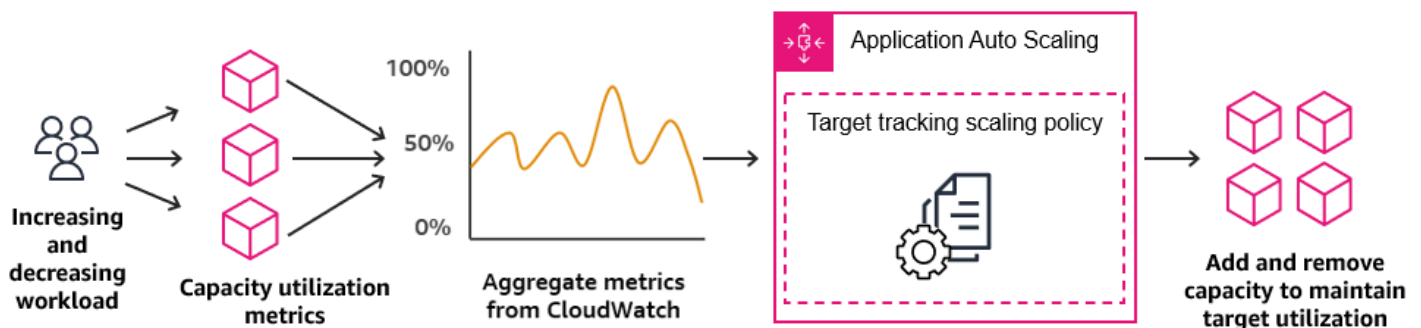 Increasing
and
decreasing
workload
Capacity utilization
metrics
100%
50%
0%
Aggregate metrics
from CloudWatch
Application Auto Scaling
Target tracking scaling policy
Add and remove
capacity to maintain
target utilization